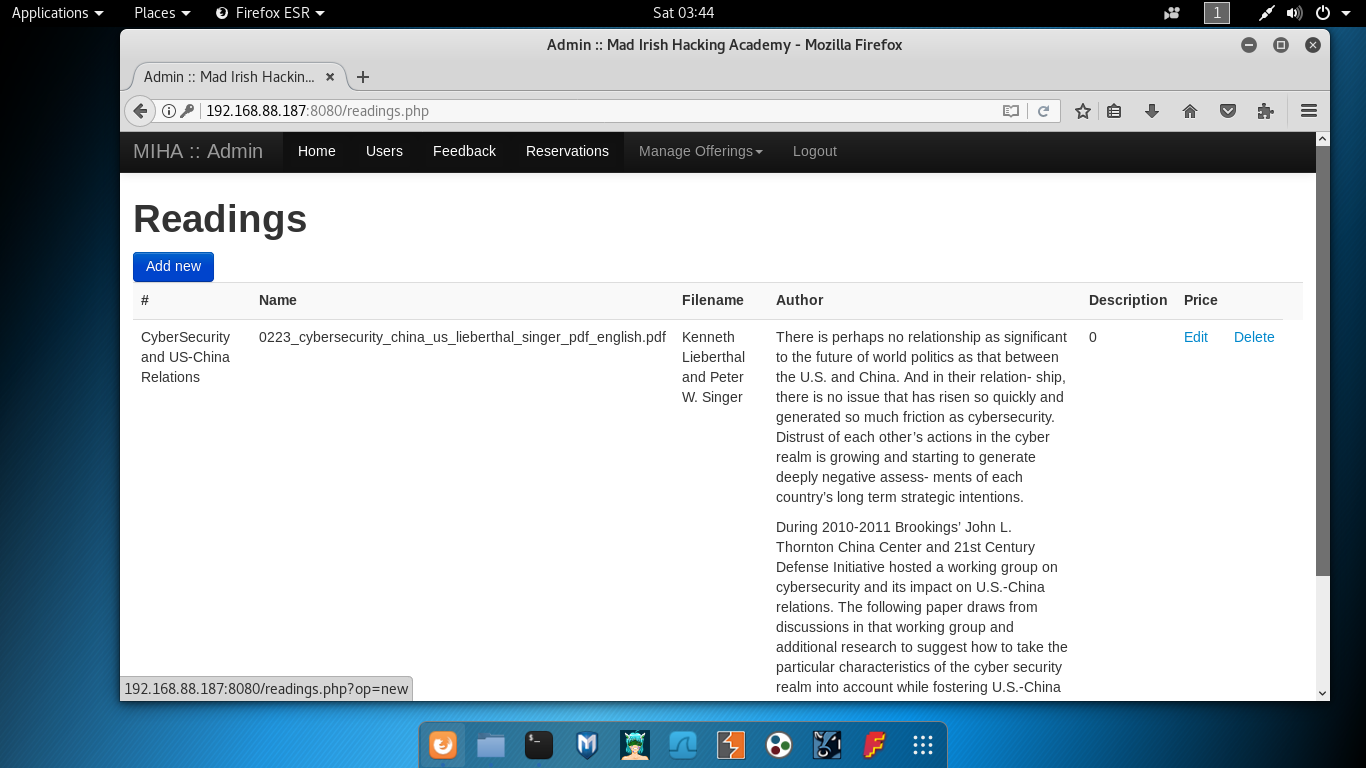 Applications Places Firefox ESR Sat 03:44 1
Admin :: Mad Irish Hacking Academy - Mozilla Firefox
Admin :: Mad Irish Hackin...
192.168.88.187:8080/readings.php
MIHA :: Admin Home Users Feedback Reservations Manage Offerings Logout
Readings
Add new
# Name Filename Author Description Price
CyberSecurity 0223_cybersecurity_china_us_lieberthal_singer_pdf_english.pdf Kenneth There is perhaps no relationship as significant 0 Edit Delete
and US-China Lieberthal to the future of world politics as that between
Relations and Peter the U.S. and China. And in their relation- ship,
W. Singer there is no issue that has risen so quickly and
generated so much friction as cybersecurity.
Distrust of each other’s actions in the cyber
realm is growing and starting to generate
deeply negative assess- ments of each
country’s long term strategic intentions.
During 2010-2011 Brookings’ John L.
Thornton China Center and 21st Century
Defense Initiative hosted a working group on
cybersecurity and its impact on U.S.-China
relations. The following paper draws from
discussions in that working group and
additional research to suggest how to take the
particular characteristics of the cyber security
realm into account while fostering U.S.-China
192.168.88.187:8080/readings.php?op=new